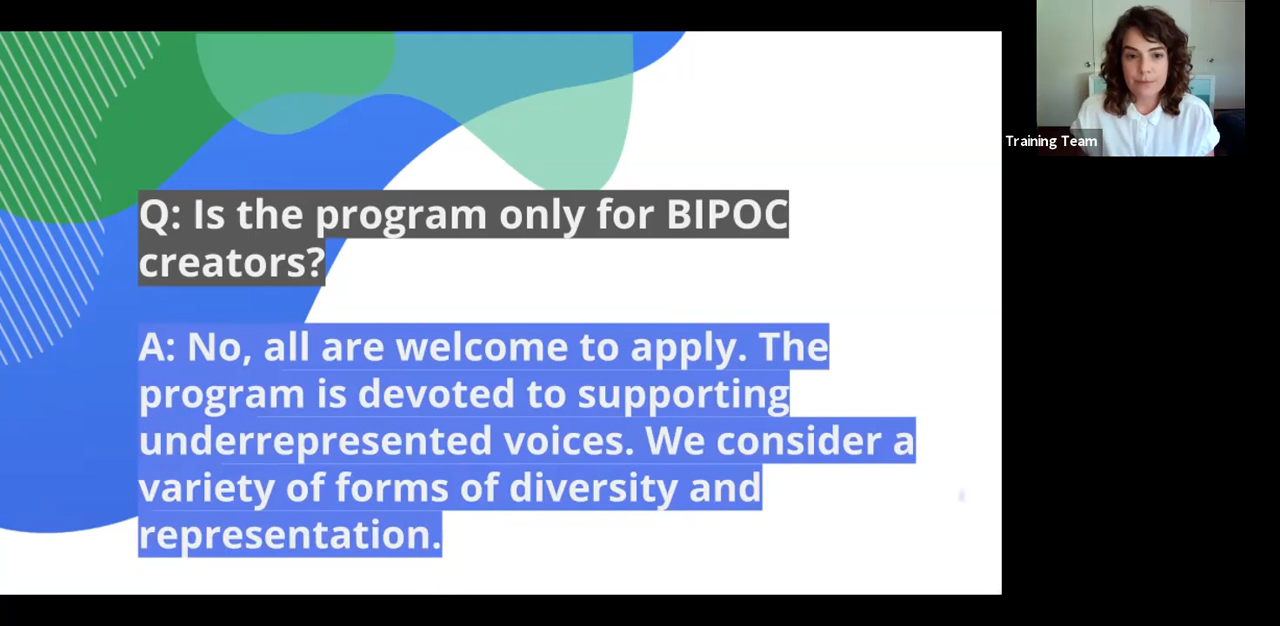 Q: Is the program only for BIPOC
creators?
A: No, all are welcome to apply. The
program is devoted to supporting
underrepresented voices. We consider a
variety of forms of diversity and
representation.
Training Team